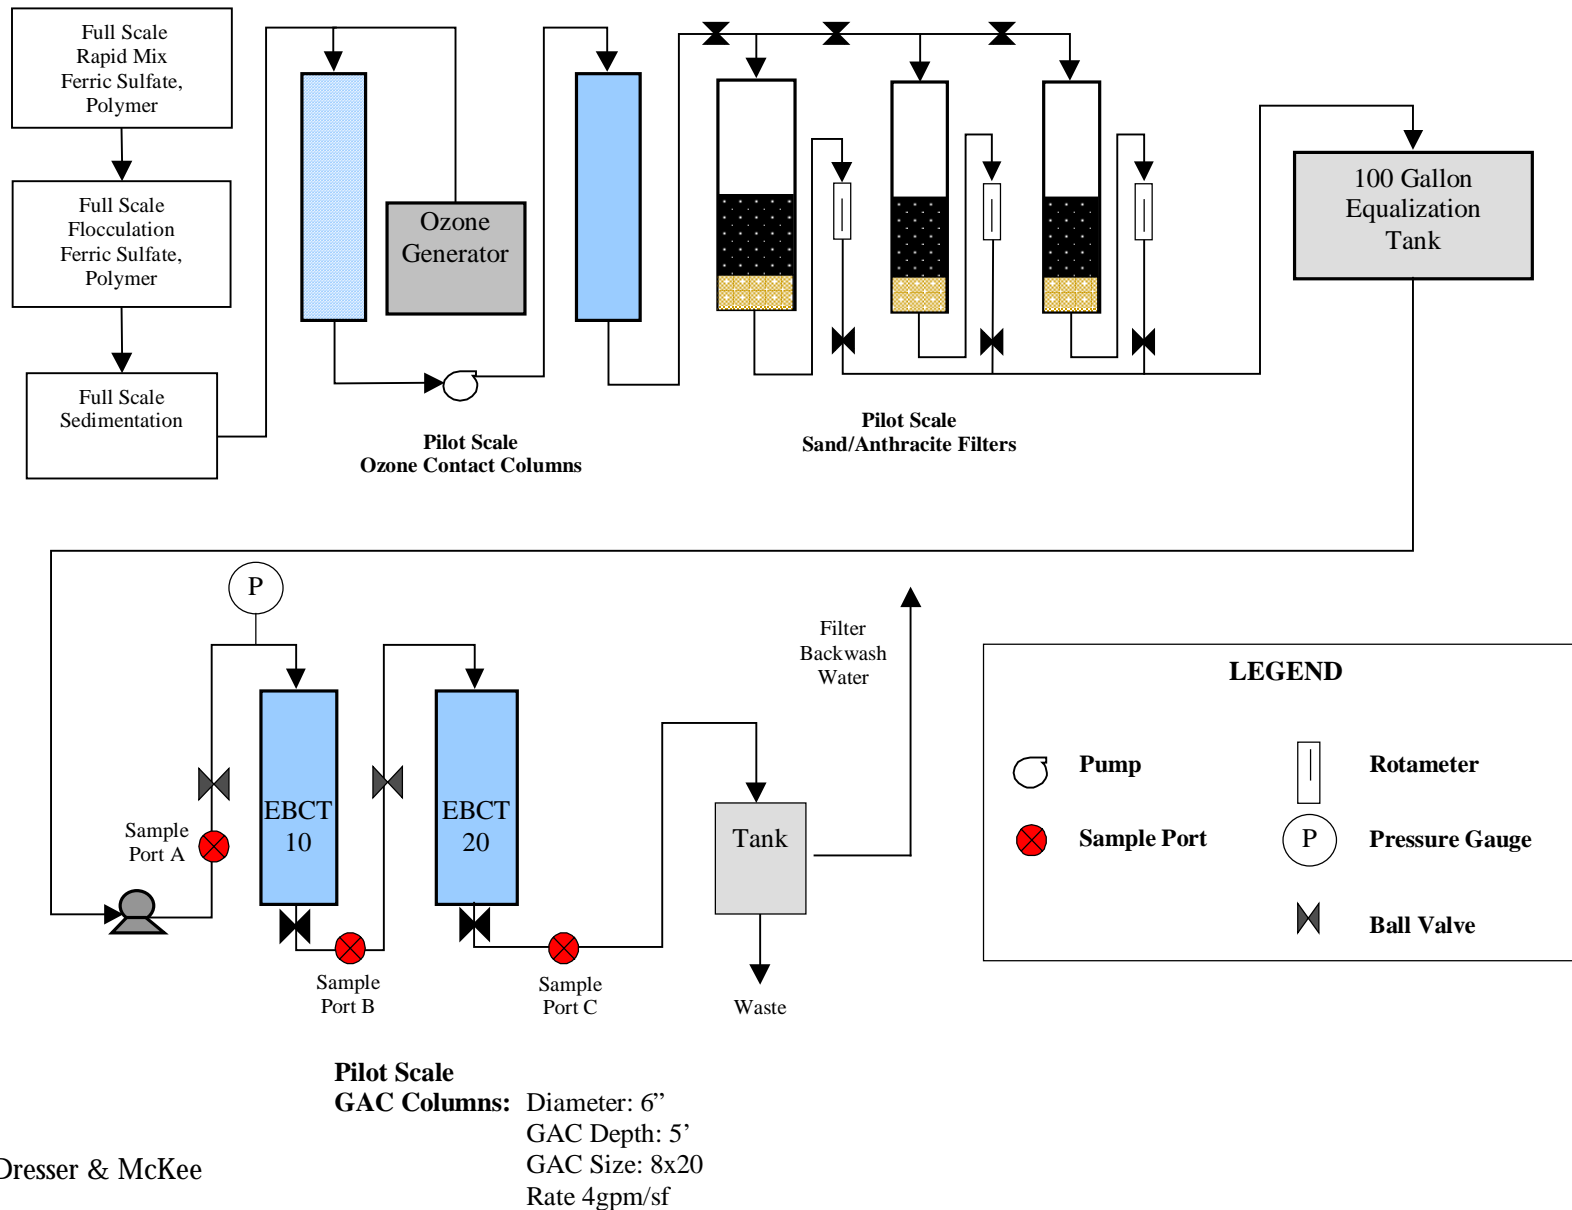 Full Scale
Rapid Mix
Ferric Sulfate,
Polymer
Full Scale
Flocculation
Ferric Sulfate,
Polymer
Full Scale
Sedimentation
Ozone
Generator
Pilot Scale
Ozone Contact Columns
Pilot Scale
Sand/Anthracite Filters
100 Gallon
Equalization
Tank
P
Sample
Port A
EBCT
10
Sample
Port B
EBCT
20
Sample
Port C
Tank
Filter
Backwash
Water
Waste
LEGEND
Pump
Rotameter
Sample Port
P
Pressure Gauge
Ball Valve
Pilot Scale
GAC Columns: Diameter: 6”
GAC Depth: 5’
GAC Size: 8x20
Rate 4gpm/sf
Dresser & McKee